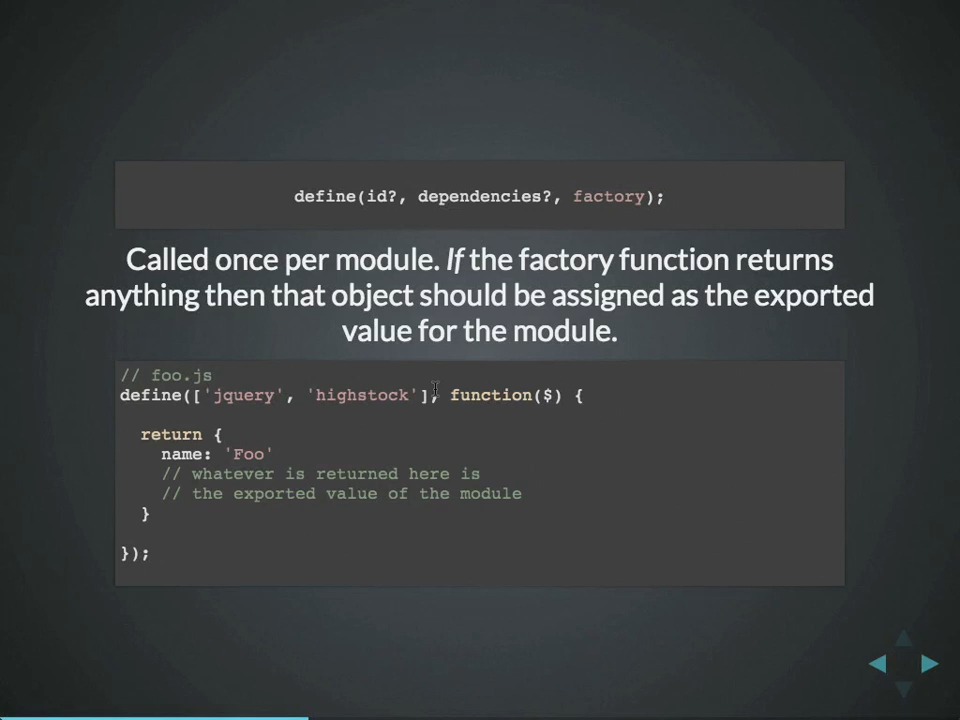 define(id?, dependencies?, factory);
Called once per module. If the factory function returns
anything then that object should be assigned as the exported
value for the module.
// foo.js
define(['jquery', 'highstock'], function($) {
return {
name: 'Foo'
// whatever is returned here is
// the exported value of the module
}
});